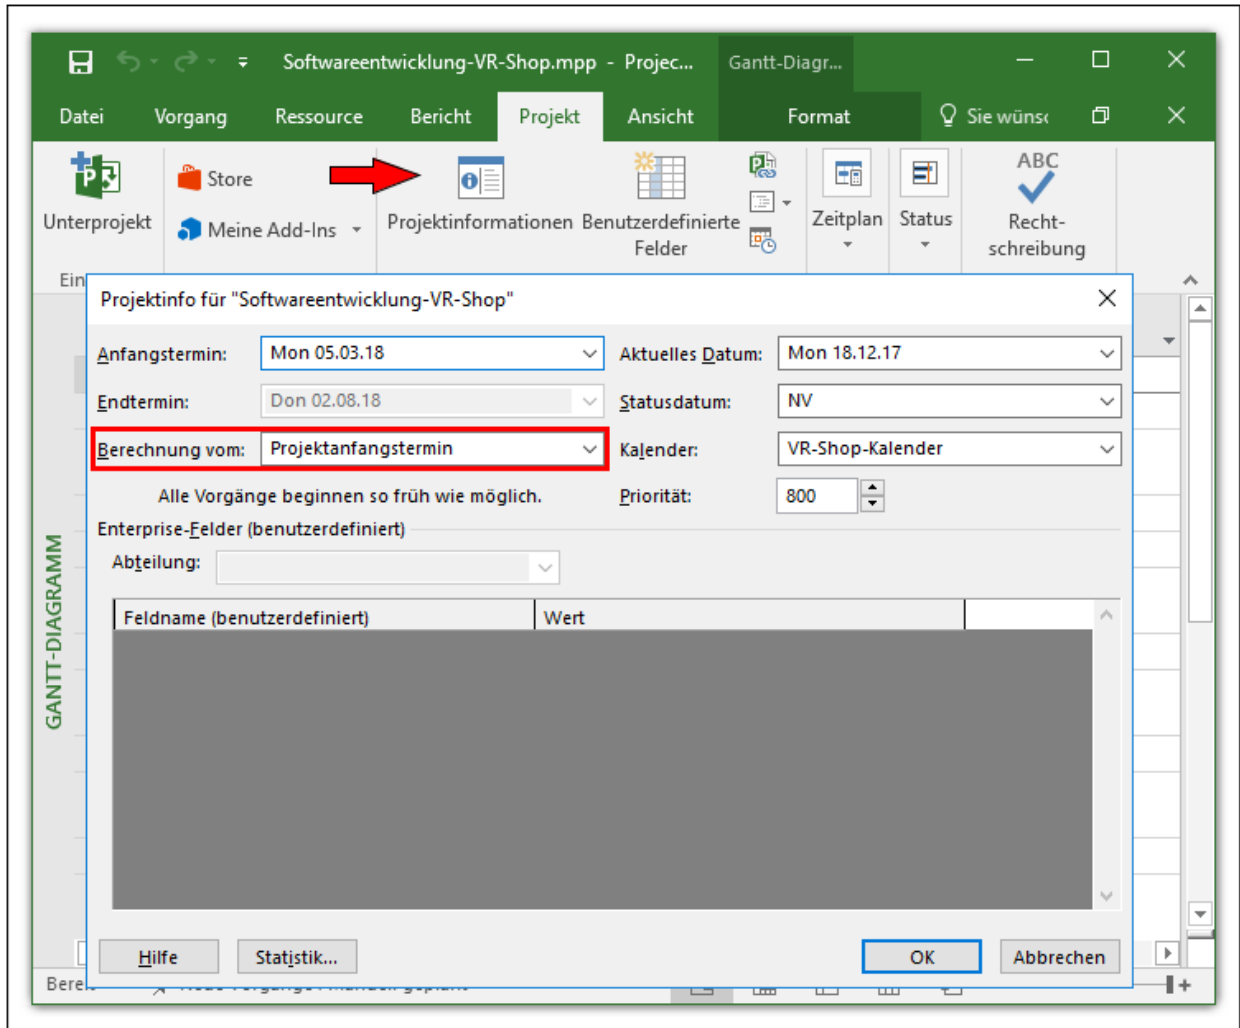 Softwareentwicklung-VR-Shop.mpp - Projec... Gantt-Diagr...
Datei Vorgang Ressource Bericht Projekt Ansicht Format Sie wünsc
Unterprojekt Store Meine Add-Ins Projektinformationen Benutzerdefinierte Felder Zeitplan Status ABC Recht-
schreibung
Ein
Projektinfo für "Softwareentwicklung-VR-Shop"
Anfangstermin: Mon 05.03.18 Aktuelles Datum: Mon 18.12.17
Endtermin: Don 02.08.18 Statusdatum: NV
Berechnung vom: Projektanfangstermin Kalender: VR-Shop-Kalender
Alle Vorgänge beginnen so früh wie möglich. Priorität: 800
Enterprise-Felder (benutzerdefiniert)
Abteilung:
Feldname (benutzerdefiniert) Wert
GANTT-DIAGRAMM
Hilfe Statistik... OK Abbrechen